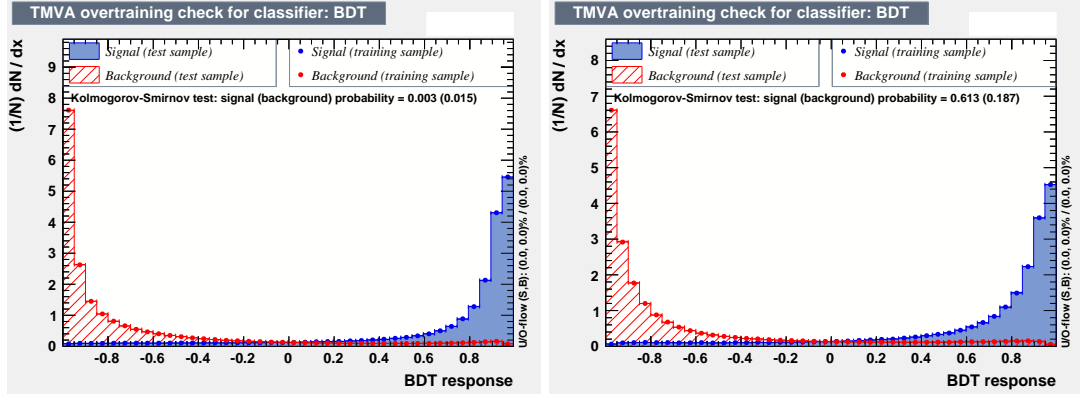 TMVA overtraining check for classifier: BDT
(1/N) dN / dx
Signal (test sample)
Background (test sample)
Signal (training sample)
Background (training sample)
Kolmogorov-Smirnov test: signal (background) probability = 0.003 (0.015)
9
8
7
6
5
4
3
2
1
0
-0.8 -0.6 -0.4 -0.2 0 0.2 0.4 0.6 0.8
BDT response
U/O-flow (S,B): (0.0, 0.0)% / (0.0, 0.0)%
TMVA overtraining check for classifier: BDT
(1/N) dN / dx
Signal (test sample)
Background (test sample)
Signal (training sample)
Background (training sample)
Kolmogorov-Smirnov test: signal (background) probability = 0.613 (0.187)
8
7
6
5
4
3
2
1
0
-0.8 -0.6 -0.4 -0.2 0 0.2 0.4 0.6 0.8
BDT response
U/O-flow (S,B): (0.0, 0.0)% / (0.0, 0.0)%